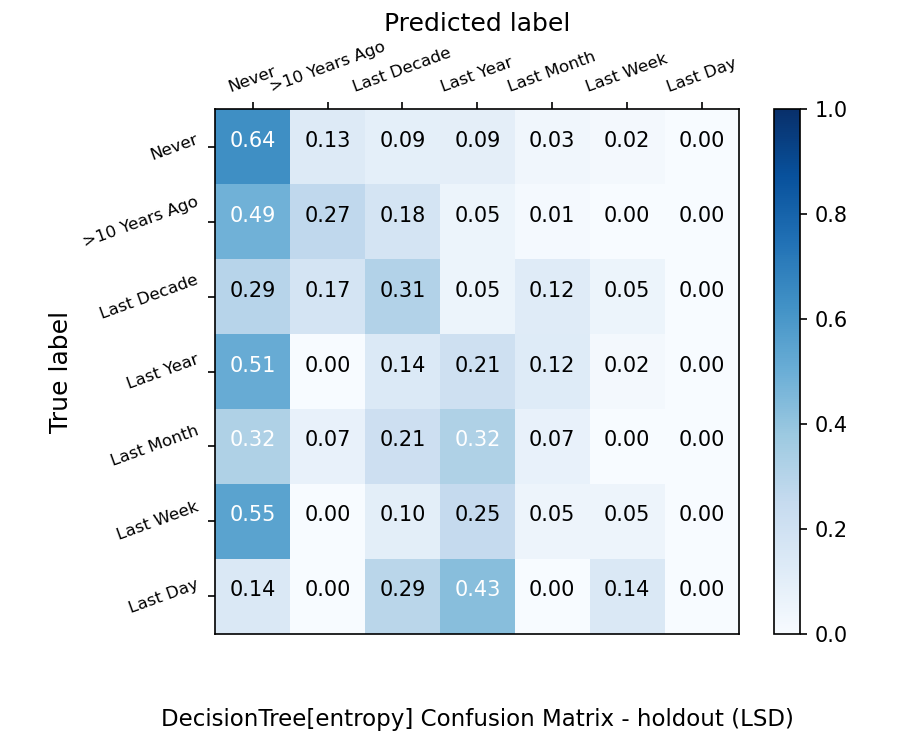 Predicted label
Never
>10 Years Ago
Last Decade
Last Year
Last Month
Last Week
Last Day
True label
Never 0.64 0.13 0.09 0.09 0.03 0.02 0.00
>10 Years Ago 0.49 0.27 0.18 0.05 0.01 0.00 0.00
Last Decade 0.29 0.17 0.31 0.05 0.12 0.05 0.00
Last Year 0.51 0.00 0.14 0.21 0.12 0.02 0.00
Last Month 0.32 0.07 0.21 0.32 0.07 0.00 0.00
Last Week 0.55 0.00 0.10 0.25 0.05 0.05 0.00
Last Day 0.14 0.00 0.29 0.43 0.00 0.14 0.00
1.0
0.8
0.6
0.4
0.2
0.0
DecisionTree[entropy] Confusion Matrix - holdout (LSD)